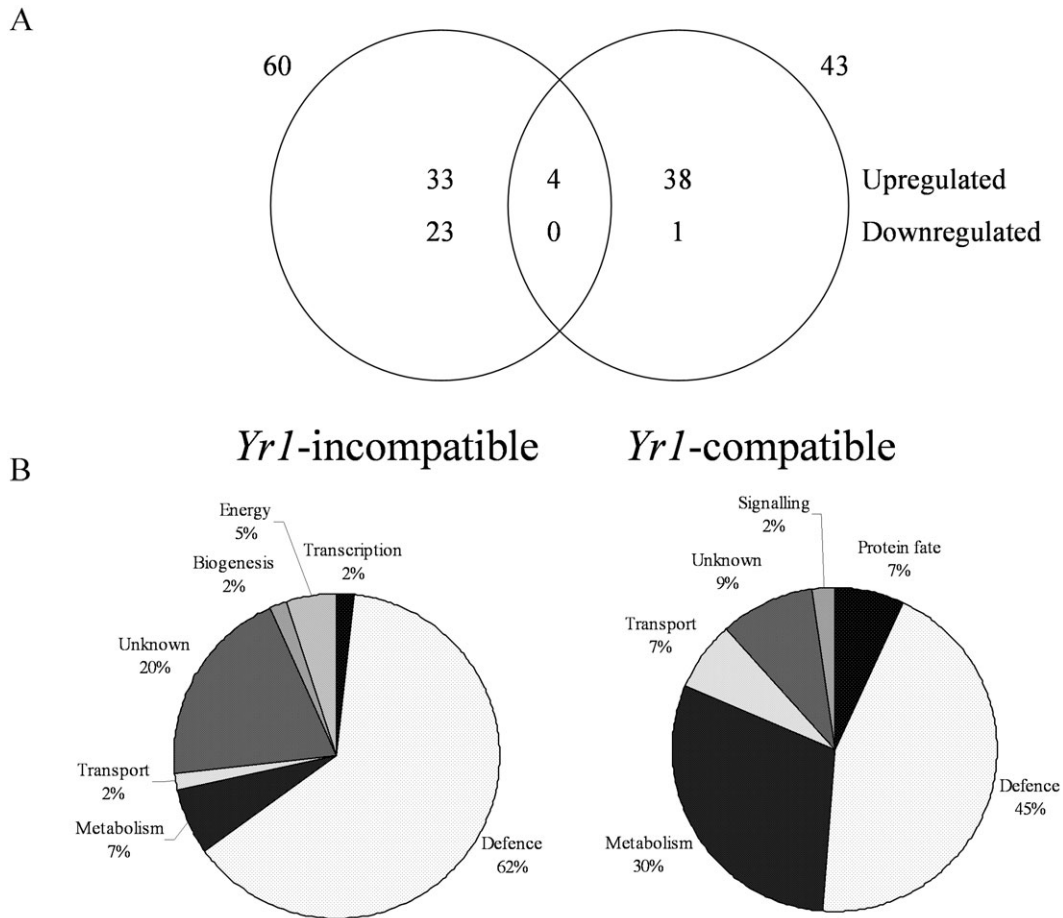 A
60
43
33 4 38 Upregulated
23 0 1 Downregulated
Yr1-incompatible
Yr1-compatible
B
Energy
5%
Transcription
2%
Biogenesis
2%
Unknown
20%
Transport
2%
Metabolism
7%
Defence
62%
Signalling
2%
Protein fate
7%
Unknown
9%
Transport
7%
Defence
45%
Metabolism
30%